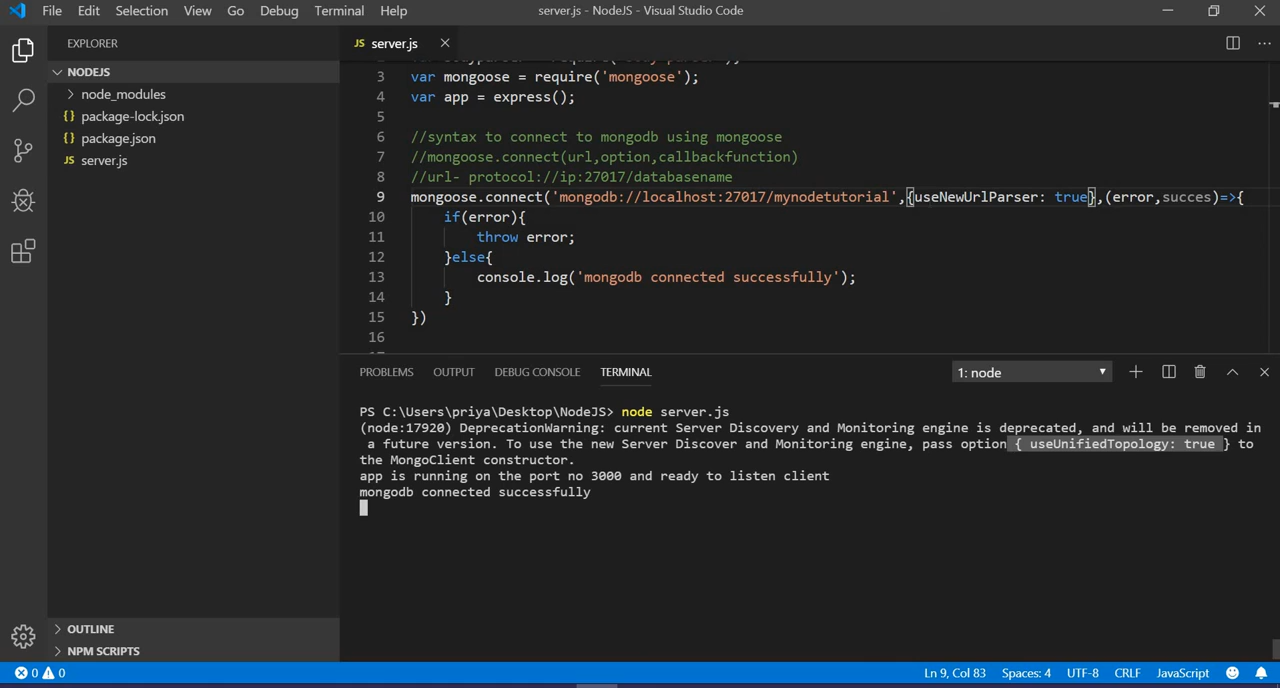 File Edit Selection View Go Debug Terminal Help server.js - NodeJS - Visual Studio Code
EXPLORER
NODEJS
node_modules
{} package-lock.json
{} package.json
JS server.js
JS server.js
3 var mongoose = require('mongoose');
4 var app = express();
5
6 //syntax to connect to mongodb using mongoose
7 //mongoose.connect(url,option,callbackfunction)
8 //url- protocol://ip:27017/databasename
9 mongoose.connect('mongodb://localhost:27017/mynodetutorial',{useNewUrlParser: true},(error,succes)=>{
10 if(error){
11 throw error;
12 }else{
13 console.log('mongodb connected successfully');
14 }
15 })
16
PROBLEMS OUTPUT DEBUG CONSOLE TERMINAL 1: node
PS C:\Users\priya\Desktop\NodeJS> node server.js
(node:17920) DeprecationWarning: current Server Discovery and Monitoring engine is deprecated, and will be removed in
a future version. To use the new Server Discover and Monitoring engine, pass option { useUnifiedTopology: true } to
the MongoClient constructor.
app is running on the port no 3000 and ready to listen client
mongodb connected successfully
OUTLINE
NPM SCRIPTS
0 0 Ln 9, Col 83 Spaces: 4 UTF-8 CRLF JavaScript